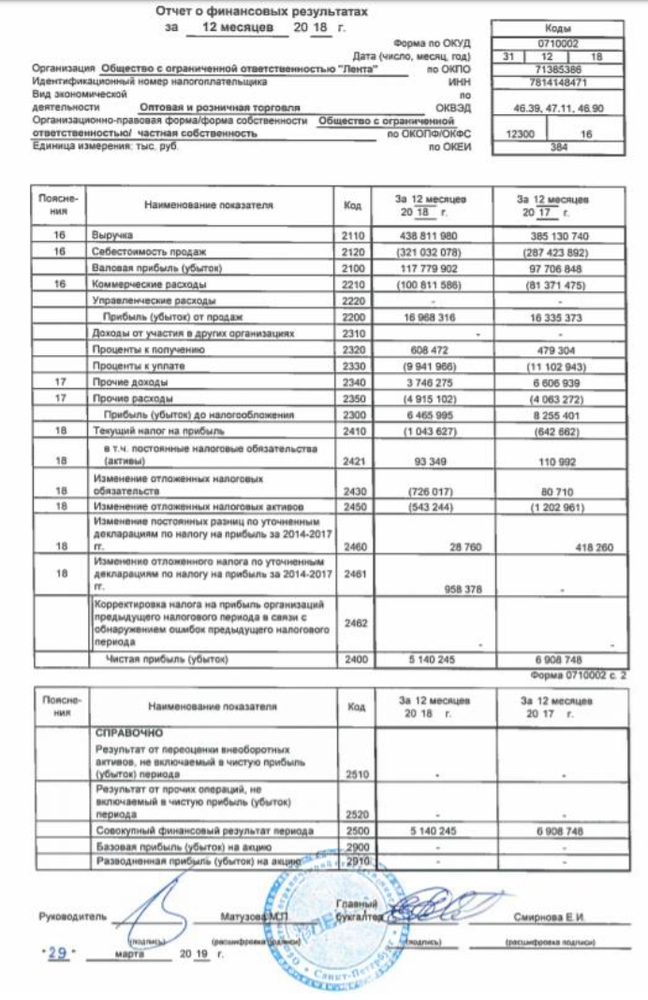 Отчет о финансовых результатах
за 12 месяцев 20 18 г.
Коды
Форма по ОКУД 0710002
Дата (число, месяц, год) 31 12 18
Организация Общество с ограниченной ответственностью "Лента" по ОКПО 71385386
Идентификационный номер налогоплательщика ИНН 7814148471
Вид экономической по
деятельности Оптовая и розничная торговля ОКВЭД 46.39, 47.11, 46.90
Организационно-правовая форма/форма собственности Общество с ограниченной
ответственностью/ частная собственность по ОКОПФ/ОКФС 12300 16
Единица измерения: тыс. руб. по ОКЕИ 384
Поясне-
ния
Наименование показателя
Код
За 12 месяцев
20 18 г.
За 12 месяцев
20 17 г.
16 Выручка 2110 438 811 980 385 130 740
16 Себестоимость продаж 2120 (321 032 078) (287 423 892)
Валовая прибыль (убыток) 2100 117 779 902 97 706 848
16 Коммерческие расходы 2210 (100 811 586) (81 371 475)
Управленческие расходы 2220 - -
Прибыль (убыток) от продаж 2200 16 968 316 16 335 373
Доходы от участия в других организациях 2310 - -
Проценты к получению 2320 608 472 479 304
Проценты к уплате 2330 (9 941 966) (11 102 943)
17 Прочие доходы 2340 3 746 275 6 606 939
17 Прочие расходы 2350 (4 915 102) (4 063 272)
Прибыль (убыток) до налогообложения 2300 6 465 995 8 255 401
18 Текущий налог на прибыль 2410 (1 043 627) (642 662)
в т.ч. постоянные налоговые обязательства
18 (активы) 2421 93 349 110 992
Изменение отложенных налоговых
18 обязательств 2430 (726 017) 80 710
18 Изменение отложенных налоговых активов 2450 (543 244) (1 202 961)
Изменение постоянных разниц по уточненным
декларациям по налогу на прибыль за 2014-2017
18 гг. 2460 28 760 418 260
Изменение отложенного налога по уточненным
18 декларациям по налогу на прибыль за 2014-2017 2461
гг. 958 378 -
Корректировка налога на прибыль организаций
предыдущего налогового периода в связи с
обнаружением ошибок предыдущего налогового
периода 2462 - -
Чистая прибыль (убыток) 2400 5 140 245 6 908 748
Форма 0710002 с. 2
Поясне-
ния
Наименование показателя
Код
За 12 месяцев
20 18 г.
За 12 месяцев
20 17 г.
СПРАВОЧНО
Результат от переоценки внеоборотных
активов, не включаемый в чистую прибыль
(убыток) периода 2510 - -
Результат от прочих операций, не
включаемый в чистую прибыль (убыток)
периода 2520 - -
Совокупный финансовый результат периода 2500 5 140 245 6 908 748
Базовая прибыль (убыток) на акцию 2900 - -
Разводненная прибыль (убыток) на акцию 2910 - -
Руководитель Матузова М.П
Главный
бухгалтер Смирнова Е.И.
(подпись) (расшифровка подписи) (подпись) (расшифровка подписи)
"29" марта 20 19 г.
Санкт-Петербург